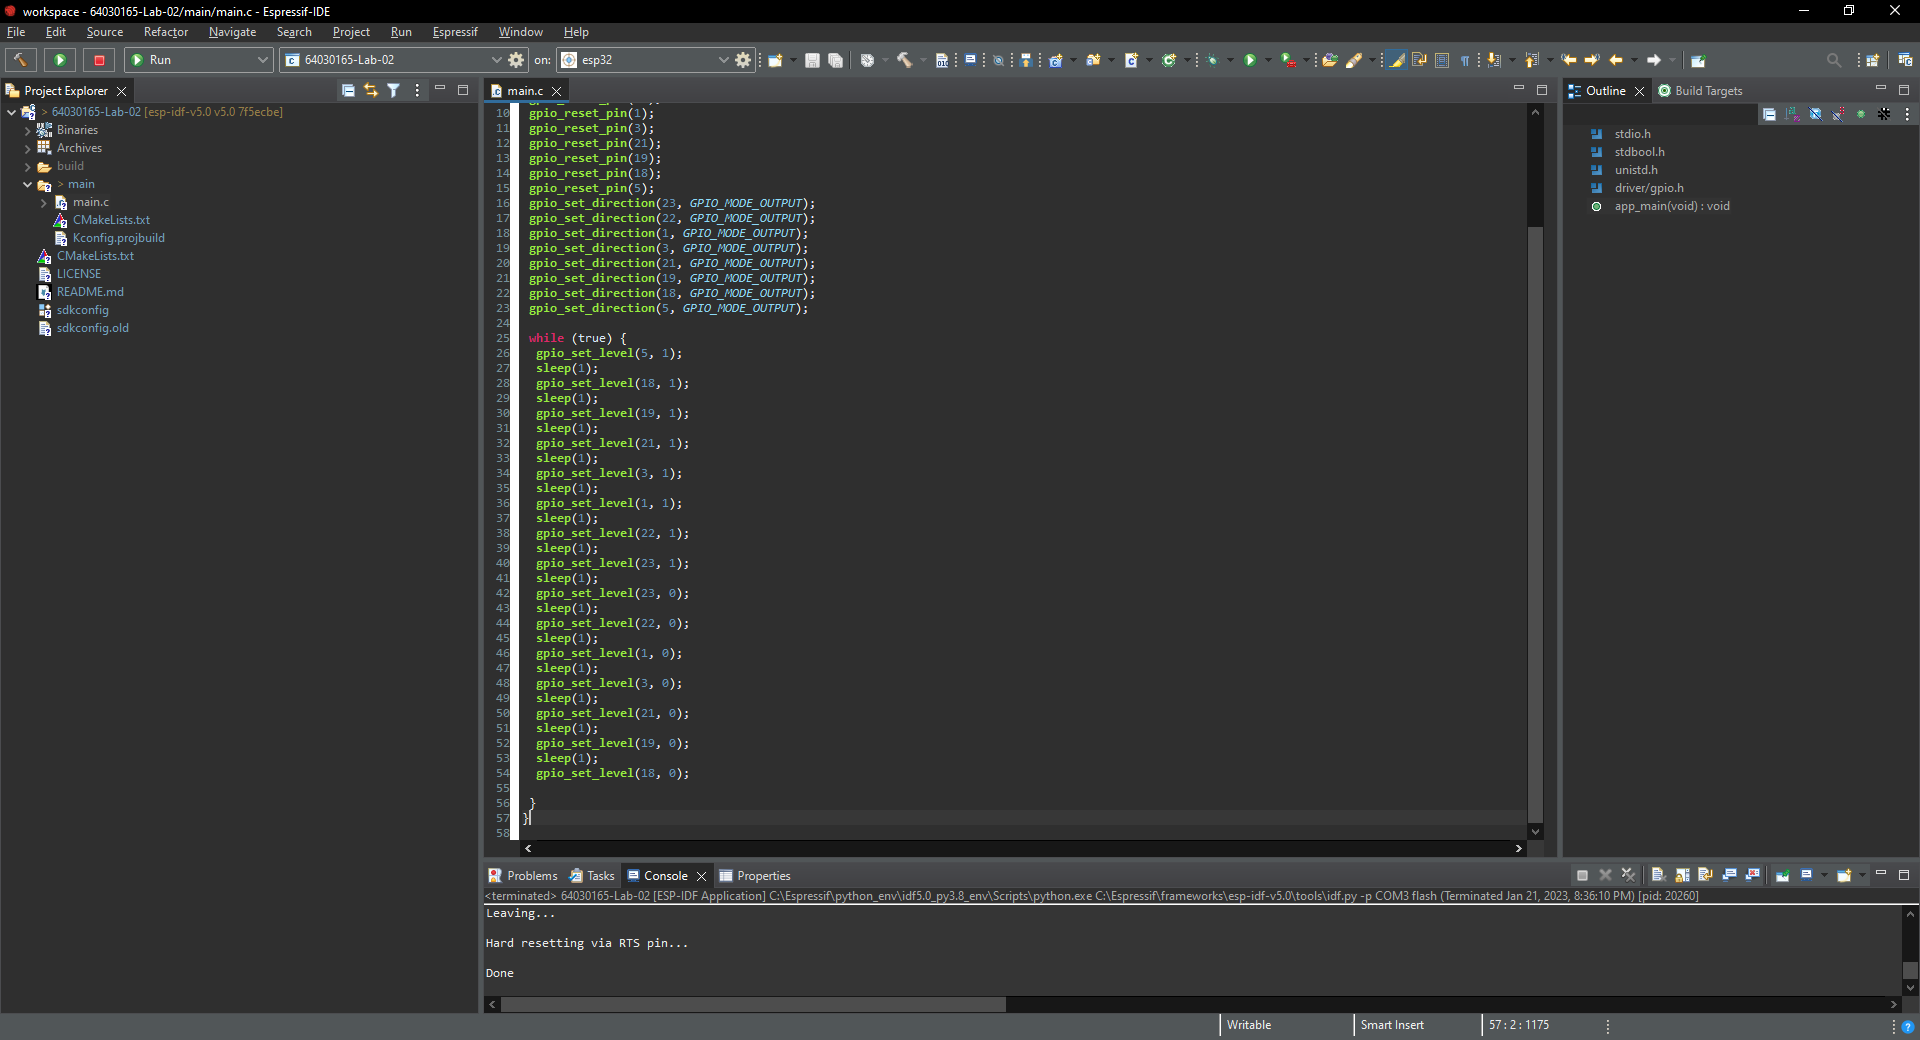 workspace - 64030165-Lab-02/main/main.c - Espressif-IDE
File Edit Source Refactor Navigate Search Project Run Espressif Window Help
Run 64030165-Lab-02 on: esp32
Project Explorer
> 64030165-Lab-02 [esp-idf-v5.0 v5.0 7f5ecbe]
Binaries
Archives
build
> main
main.c
CMakeLists.txt
Kconfig.projbuild
CMakeLists.txt
LICENSE
README.md
sdkconfig
sdkconfig.old
main.c
10 gpio_reset_pin(1);
11 gpio_reset_pin(3);
12 gpio_reset_pin(21);
13 gpio_reset_pin(19);
14 gpio_reset_pin(18);
15 gpio_reset_pin(5);
16 gpio_set_direction(23, GPIO_MODE_OUTPUT);
17 gpio_set_direction(22, GPIO_MODE_OUTPUT);
18 gpio_set_direction(1, GPIO_MODE_OUTPUT);
19 gpio_set_direction(3, GPIO_MODE_OUTPUT);
20 gpio_set_direction(21, GPIO_MODE_OUTPUT);
21 gpio_set_direction(19, GPIO_MODE_OUTPUT);
22 gpio_set_direction(18, GPIO_MODE_OUTPUT);
23 gpio_set_direction(5, GPIO_MODE_OUTPUT);
24
25 while (true) {
26 gpio_set_level(5, 1);
27 sleep(1);
28 gpio_set_level(18, 1);
29 sleep(1);
30 gpio_set_level(19, 1);
31 sleep(1);
32 gpio_set_level(21, 1);
33 sleep(1);
34 gpio_set_level(3, 1);
35 sleep(1);
36 gpio_set_level(1, 1);
37 sleep(1);
38 gpio_set_level(22, 1);
39 sleep(1);
40 gpio_set_level(23, 1);
41 sleep(1);
42 gpio_set_level(23, 0);
43 sleep(1);
44 gpio_set_level(22, 0);
45 sleep(1);
46 gpio_set_level(1, 0);
47 sleep(1);
48 gpio_set_level(3, 0);
49 sleep(1);
50 gpio_set_level(21, 0);
51 sleep(1);
52 gpio_set_level(19, 0);
53 sleep(1);
54 gpio_set_level(18, 0);
55
56 }
57 }
58
Outline Build Targets
stdio.h
stdbool.h
unistd.h
driver/gpio.h
app_main(void) : void
Problems Tasks Console Properties
<terminated> 64030165-Lab-02 [ESP-IDF Application] C:\Espressif\python_env\idf5.0_py3.8_env\Scripts\python.exe C:\Espressif\frameworks\esp-idf-v5.0\tools\idf.py -p COM3 flash (Terminated Jan 21, 2023, 8:36:10 PM) [pid: 20260]
Leaving...
Hard resetting via RTS pin...
Done
Writable Smart Insert 57 : 2 : 1175